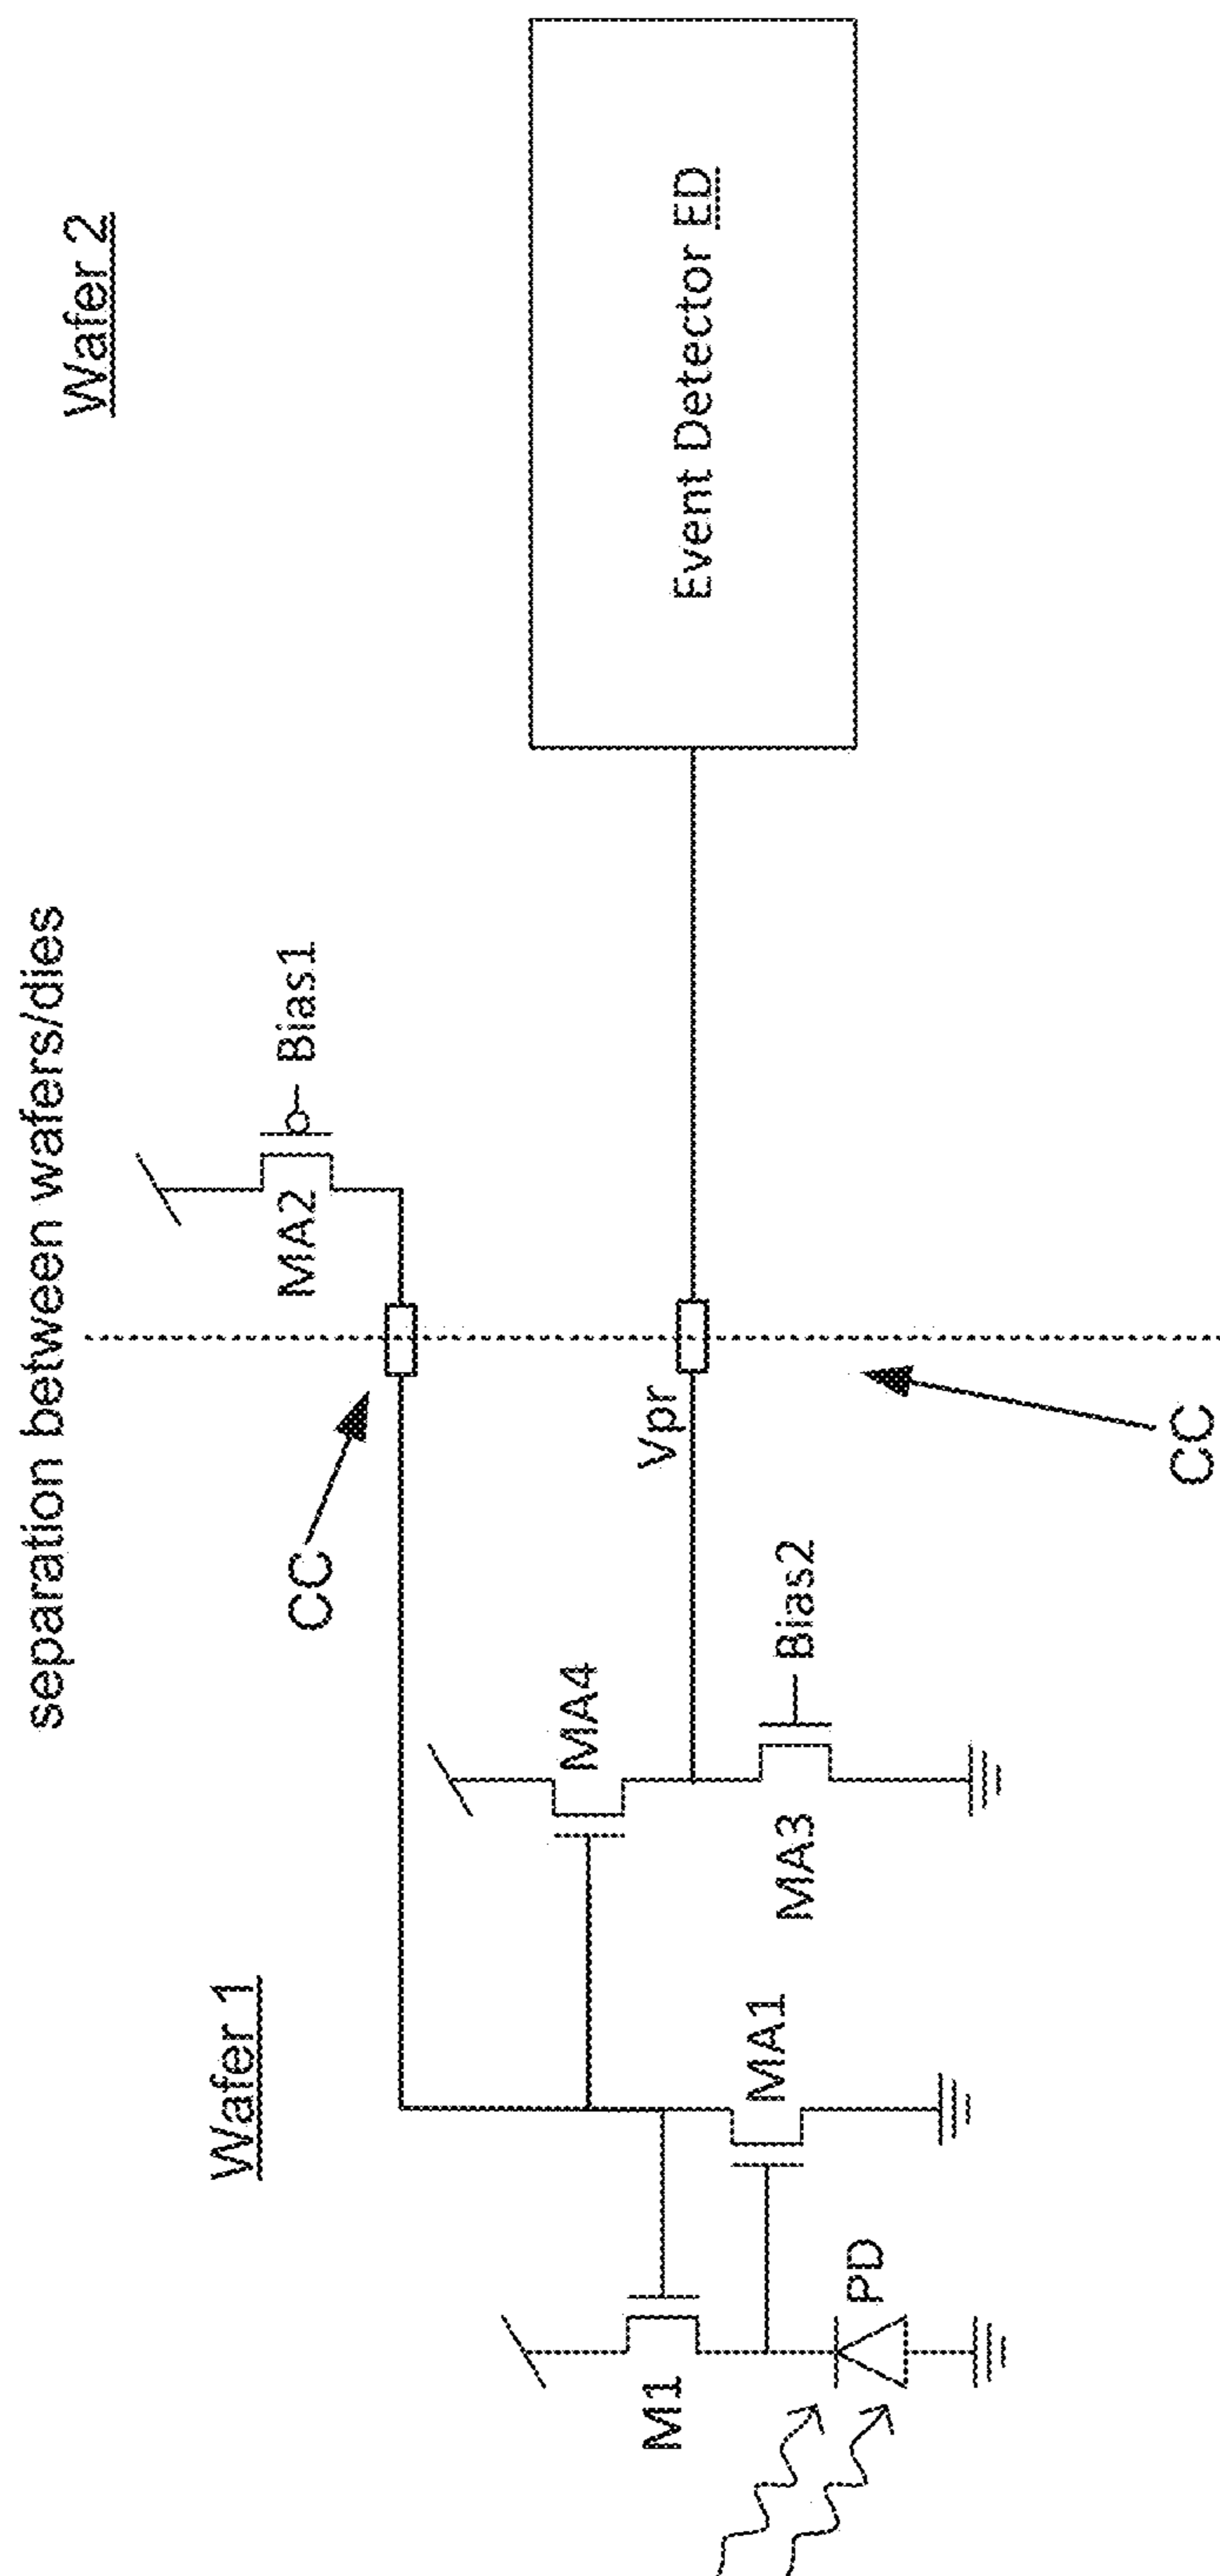 separation between wafers/dies
Wafer 1
Wafer 2
MA2
Bias1
CC
MA4
Vpr
Event Detector ED
M1
MA1
MA3
Bias2
PD
CC